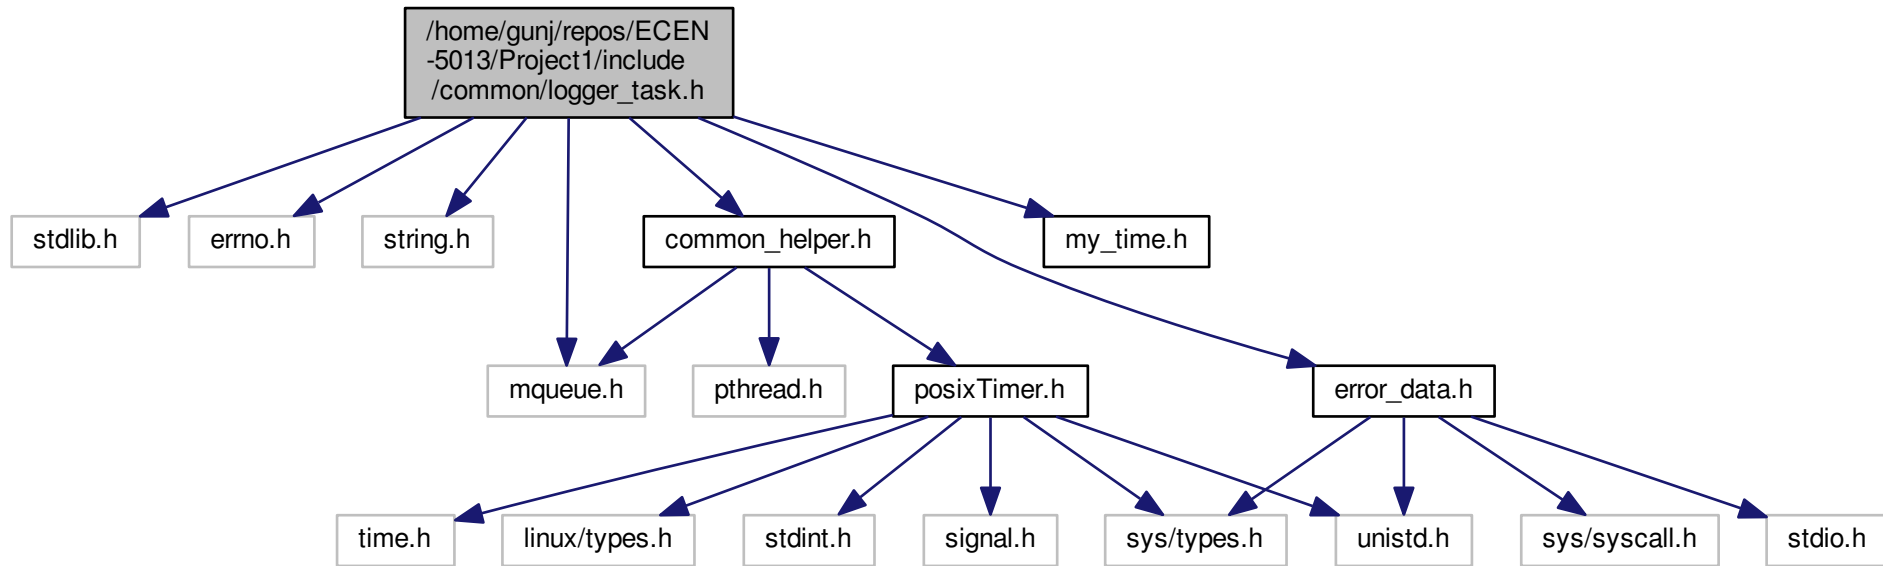 /home/gunj/repos/ECEN
-5013/Project1/include
/common/logger_task.h
stdlib.h
errno.h
string.h
common_helper.h
my_time.h
mqueue.h
pthread.h
posixTimer.h
error_data.h
time.h
linux/types.h
stdint.h
signal.h
sys/types.h
unistd.h
sys/syscall.h
stdio.h